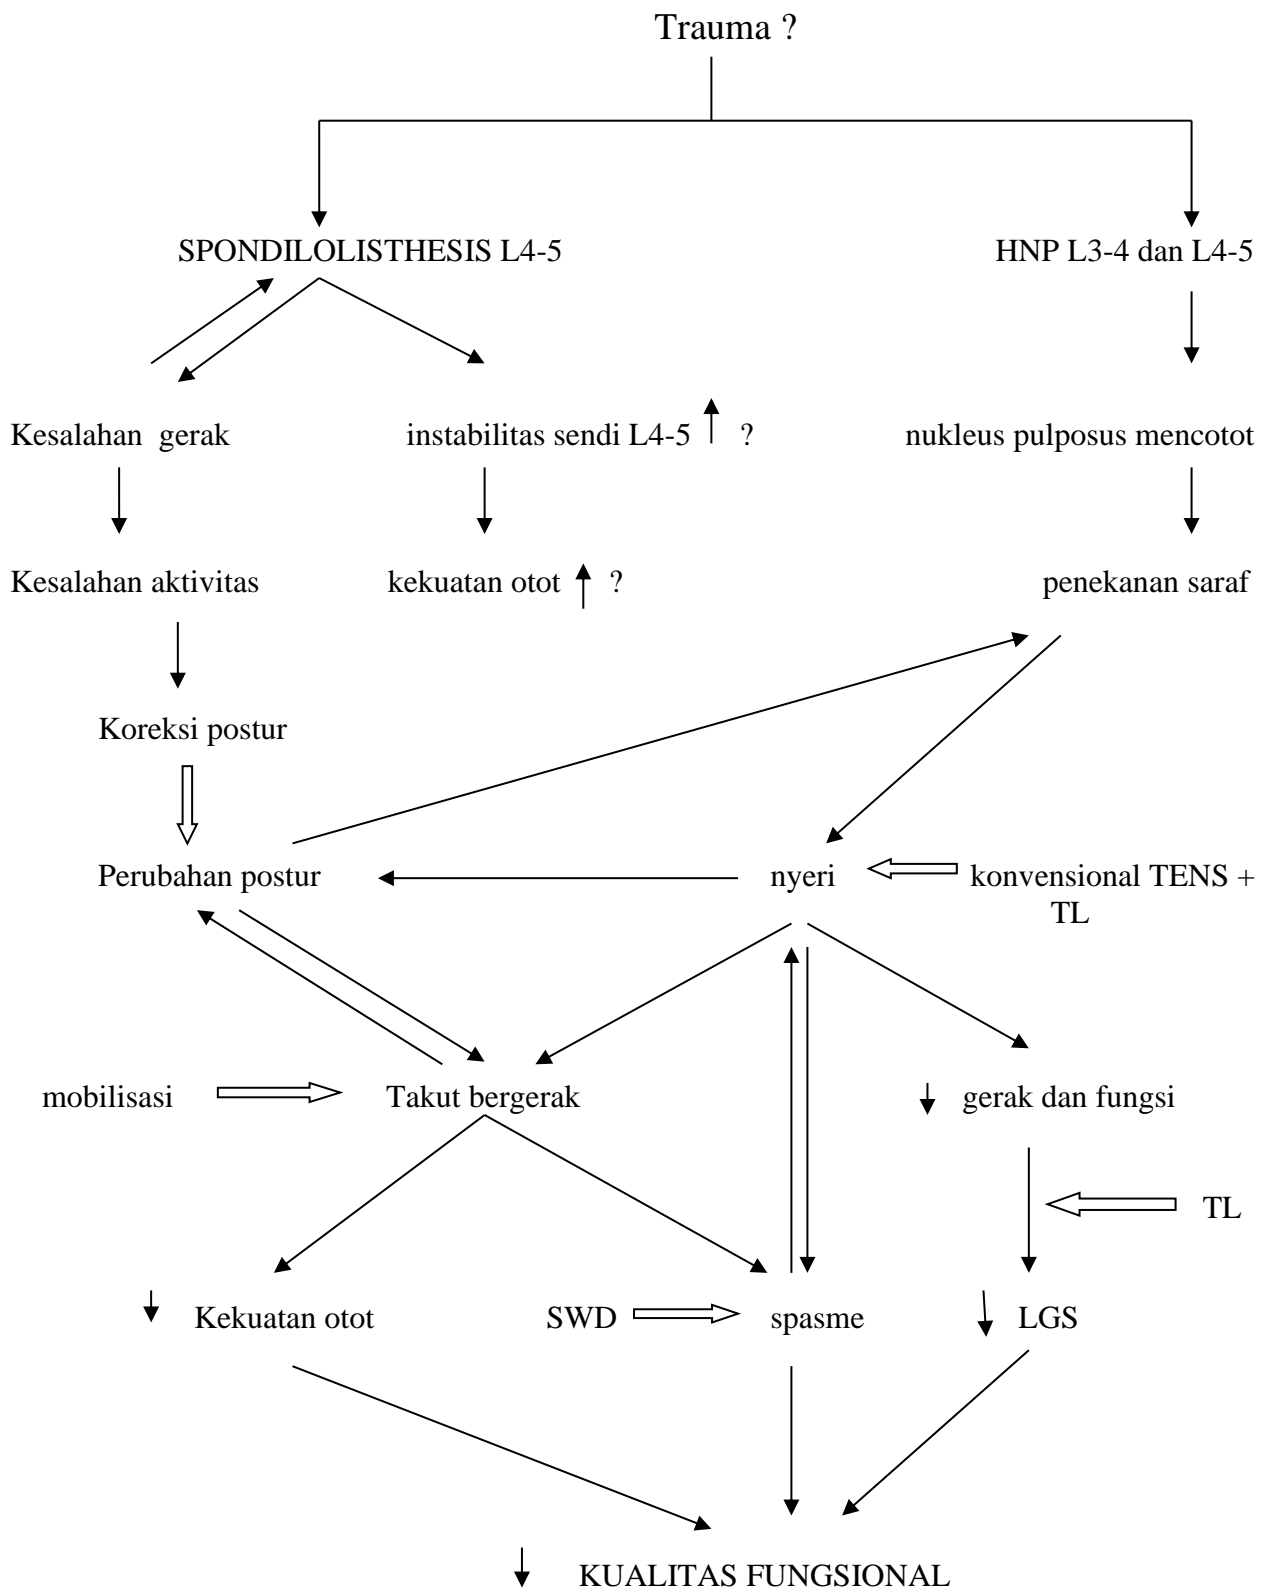 Trauma ?
SPONDILOLISTHESIS L4-5
HNP L3-4 dan L4-5
Kesalahan gerak
instabilitas sendi L4-5 ↑ ?
nukleus pulposus mencotot
Kesalahan aktivitas
kekuatan otot ↑ ?
penekanan saraf
Koreksi postur
Perubahan postur
nyeri
konvensional TENS +
TL
mobilisasi
Takut bergerak
↓ gerak dan fungsi
TL
↓ Kekuatan otot
SWD
spasme
↓ LGS
↓ KUALITAS FUNGSIONAL